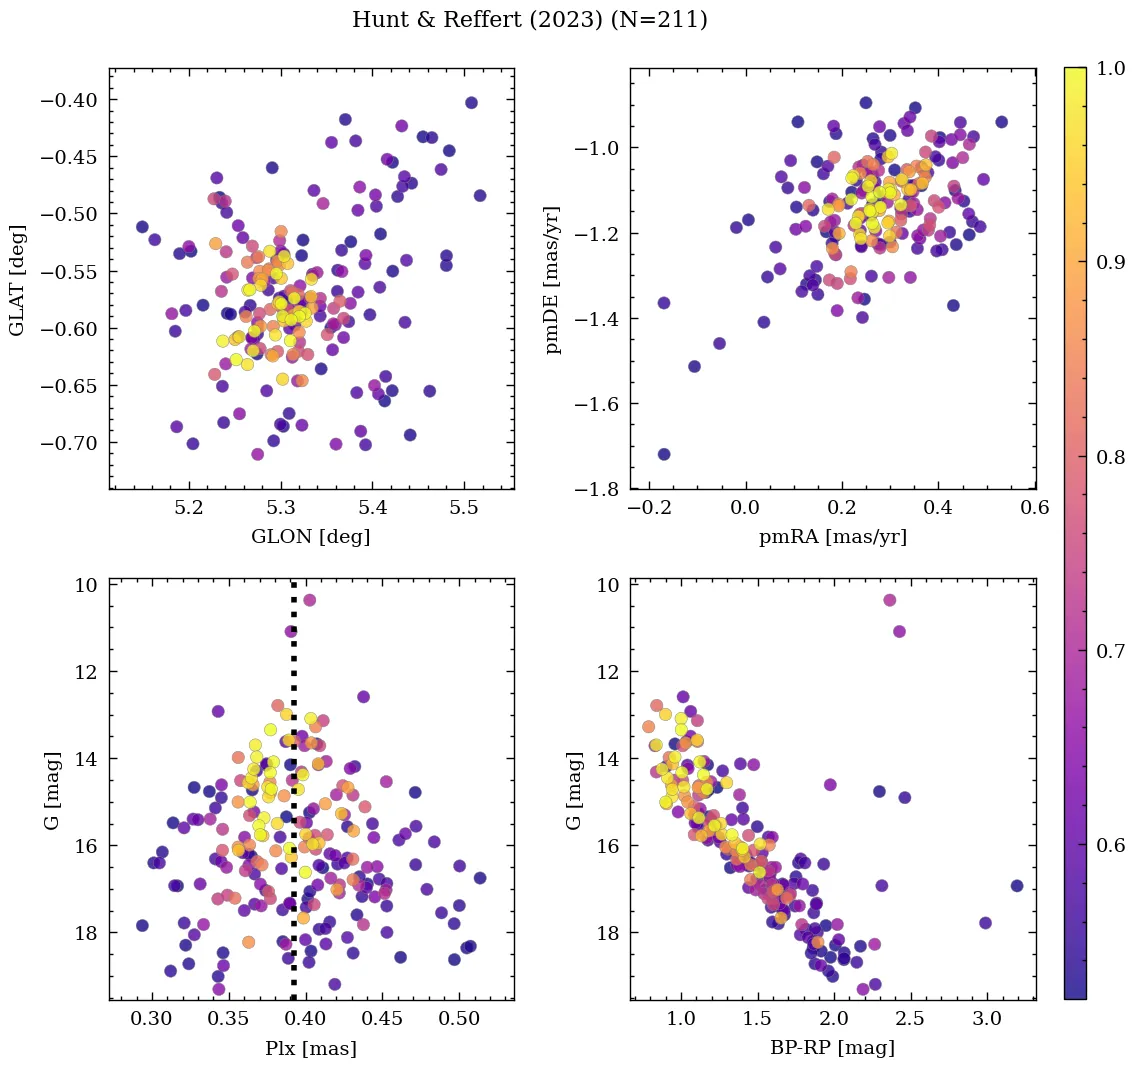 Hunt & Reffert (2023) (N=211)
−0.40
−0.45
−0.50
−0.55
−0.60
−0.65
−0.70
GLAT [deg]
5.2 5.3 5.4 5.5
GLON [deg]
−1.0
−1.2
−1.4
−1.6
−1.8
pmDE [mas/yr]
−0.2 0.0 0.2 0.4 0.6
pmRA [mas/yr]
10
12
14
16
18
G [mag]
0.30 0.35 0.40 0.45 0.50
Plx [mas]
10
12
14
16
18
G [mag]
1.0 1.5 2.0 2.5 3.0
BP-RP [mag]
1.0
0.9
0.8
0.7
0.6